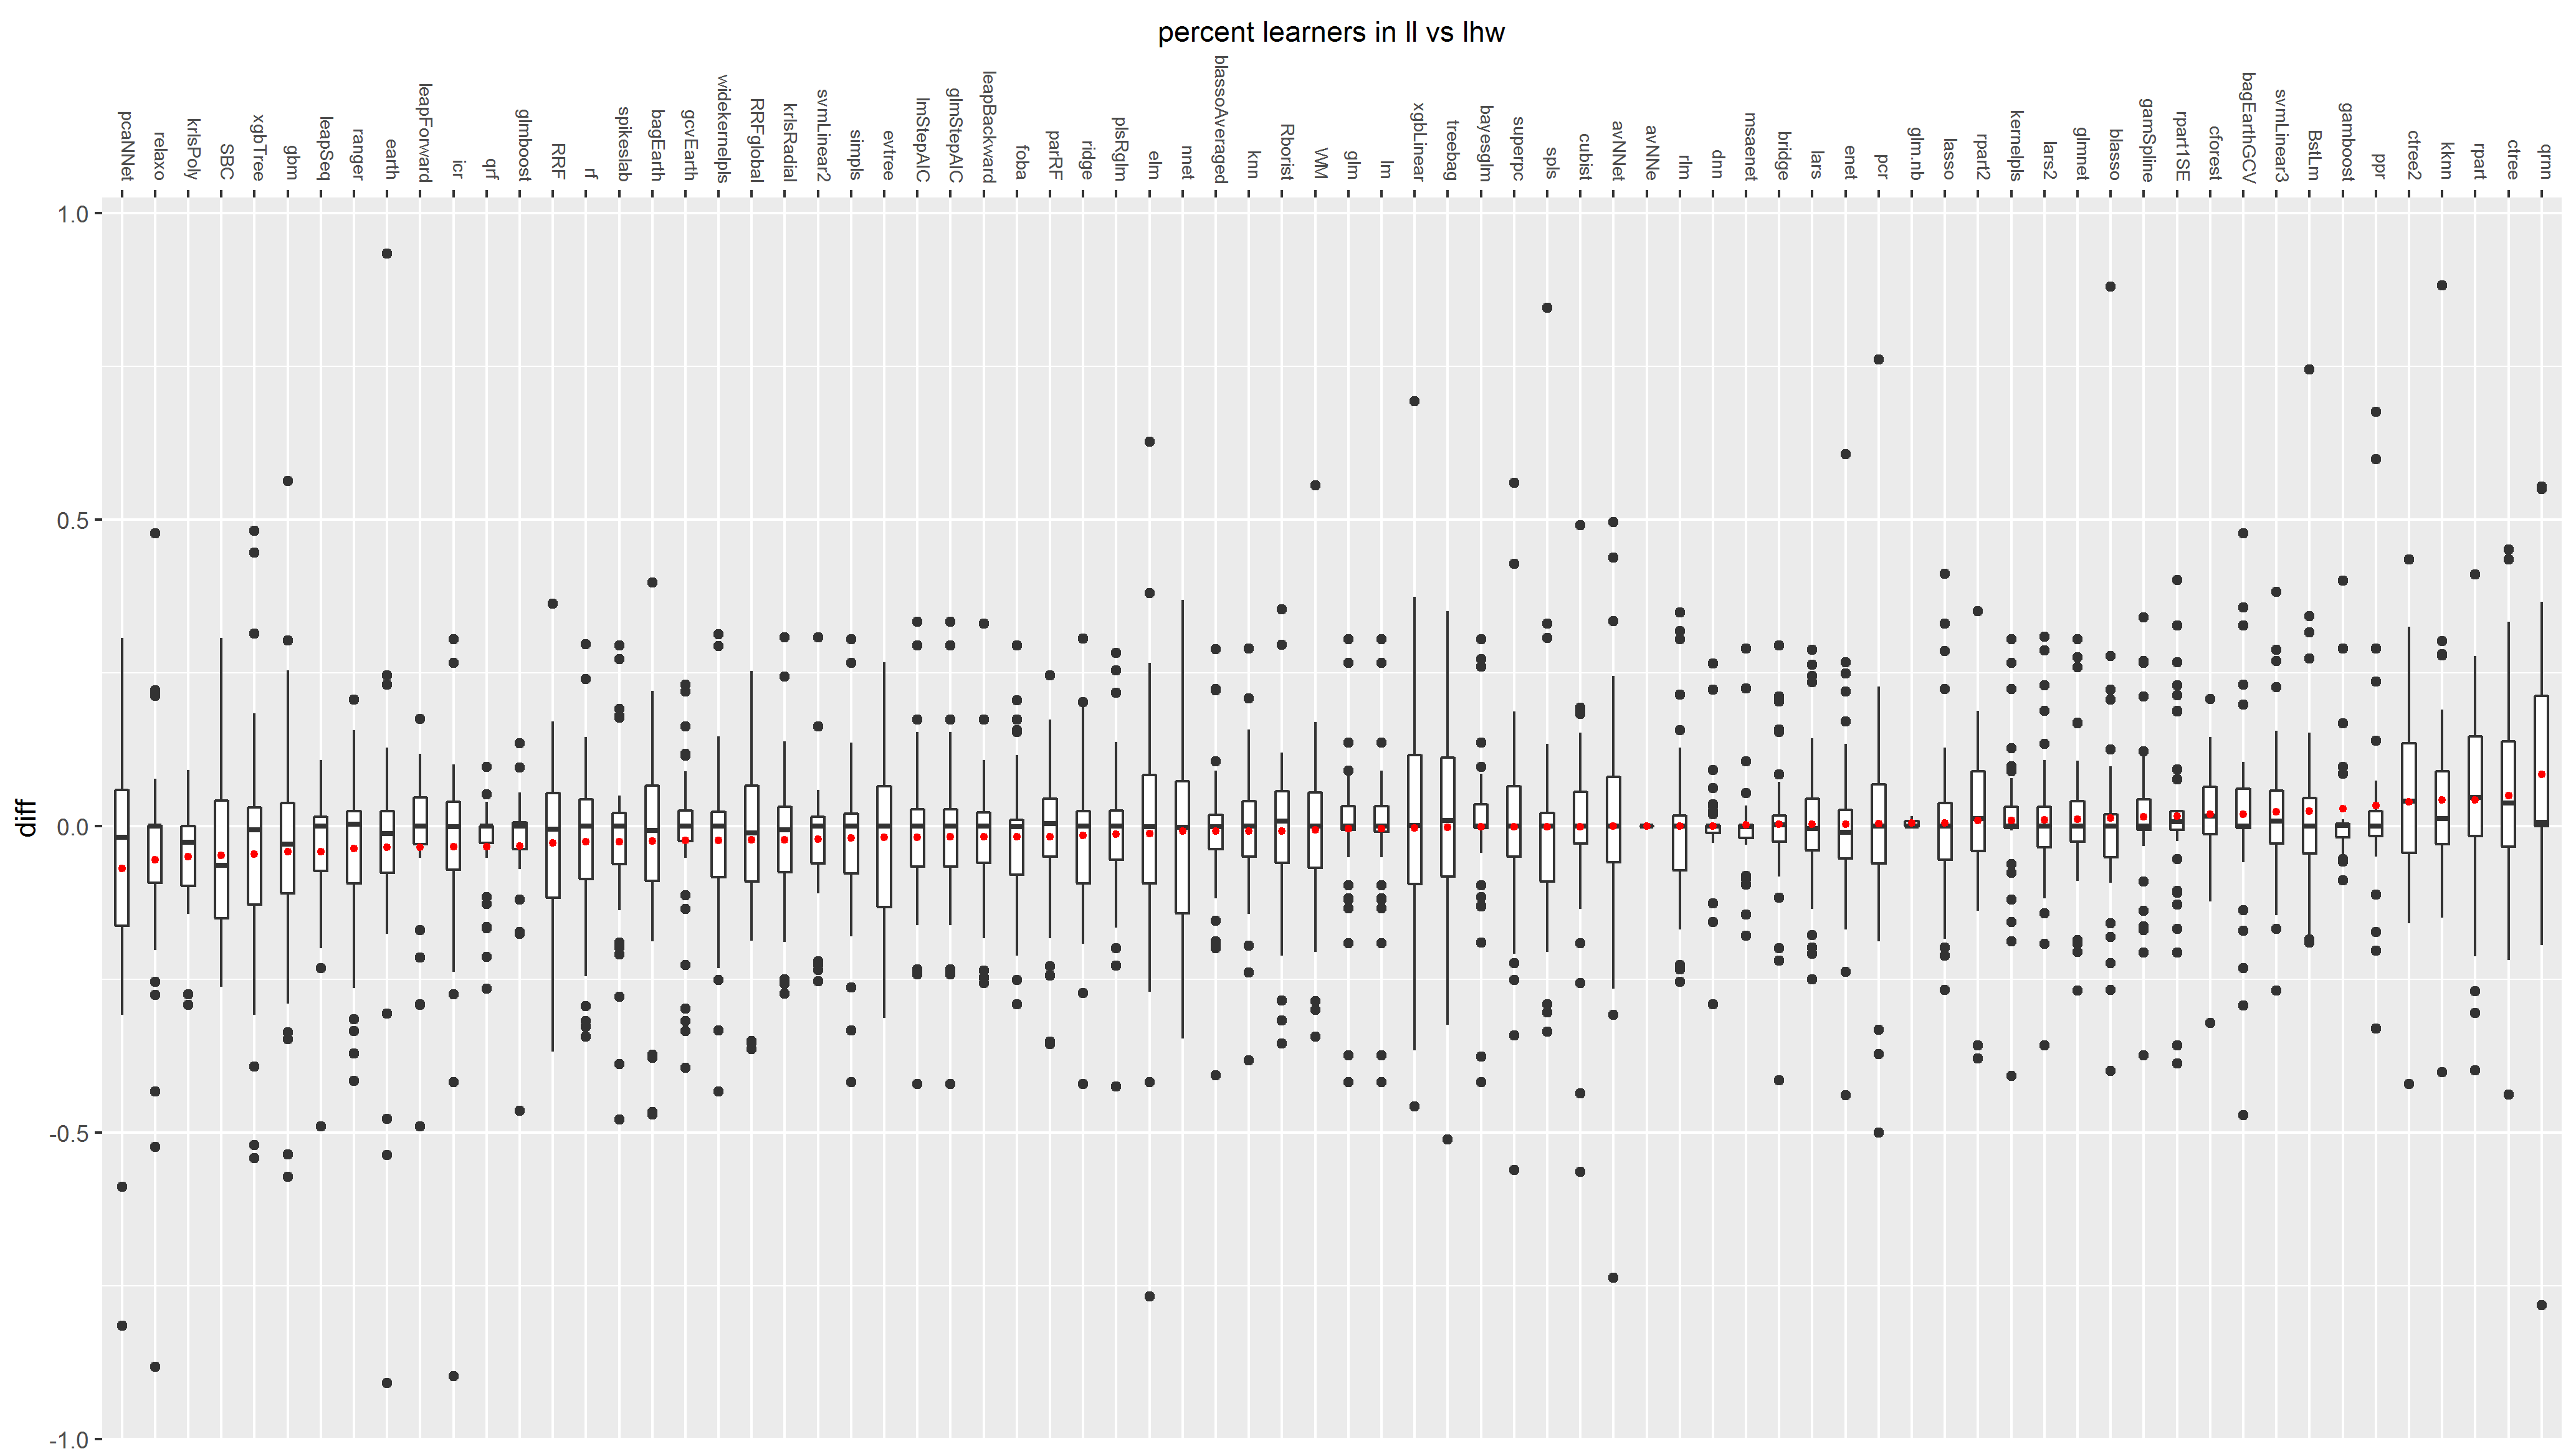 percent learners in ll vs lhw
pcaNNet
relaxo
krlsPoly
SBC
xgbTree
gbm
leapSeq
ranger
earth
leapForward
icr
qrf
glmboost
RRF
rf
spikeslab
bagEarth
gcvEarth
widekernelpls
RRFglobal
krlsRadial
svmLinear2
simpls
evtree
lmStepAIC
glmStepAIC
leapBackward
foba
parRF
ridge
plsRglm
elm
nnet
blassoAveraged
knn
Rborist
WM
glm
lm
xgbLinear
treebag
bayesglm
superpc
spls
cubist
avNNet
avNNe
rlm
dnn
msaenet
bridge
lars
enet
pcr
glm.nb
lasso
rpart2
kernelpls
lars2
glmnet
blasso
gamSpline
rpart1SE
cforest
bagEarthGCV
svmLinear3
BstLm
gamboost
ppr
ctree2
kknn
rpart
ctree
qrnn
1.0
0.5
0.0
-0.5
-1.0
diff